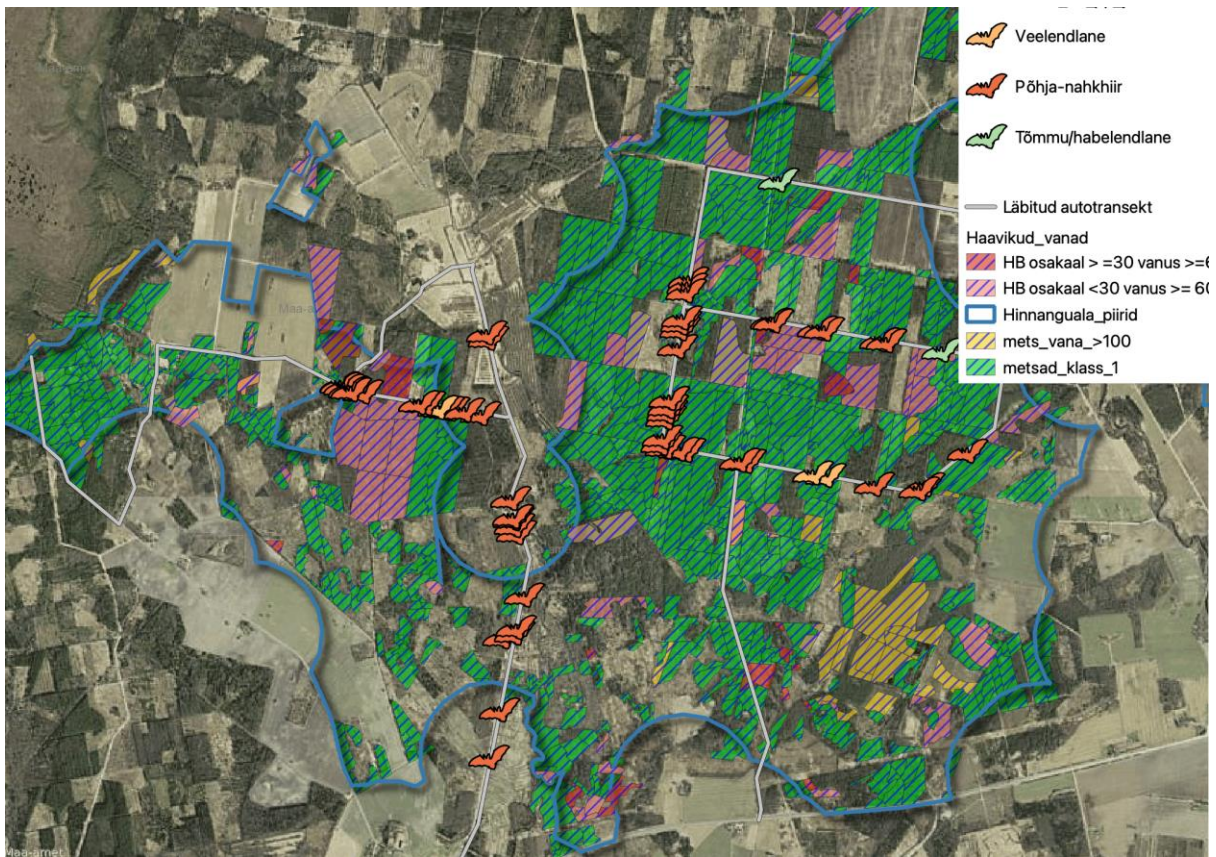 Veelendlane
Põhja-nahkhiir
Tõmmu/habelendlane
Läbitud autotransekt
Haavikud_vanad
HB osakaal > =30 vanus >=6
HB osakaal <30 vanus >= 60
Hinnanguala_piirid
mets_vana_>100
metsad_klass_1
Maa-amet